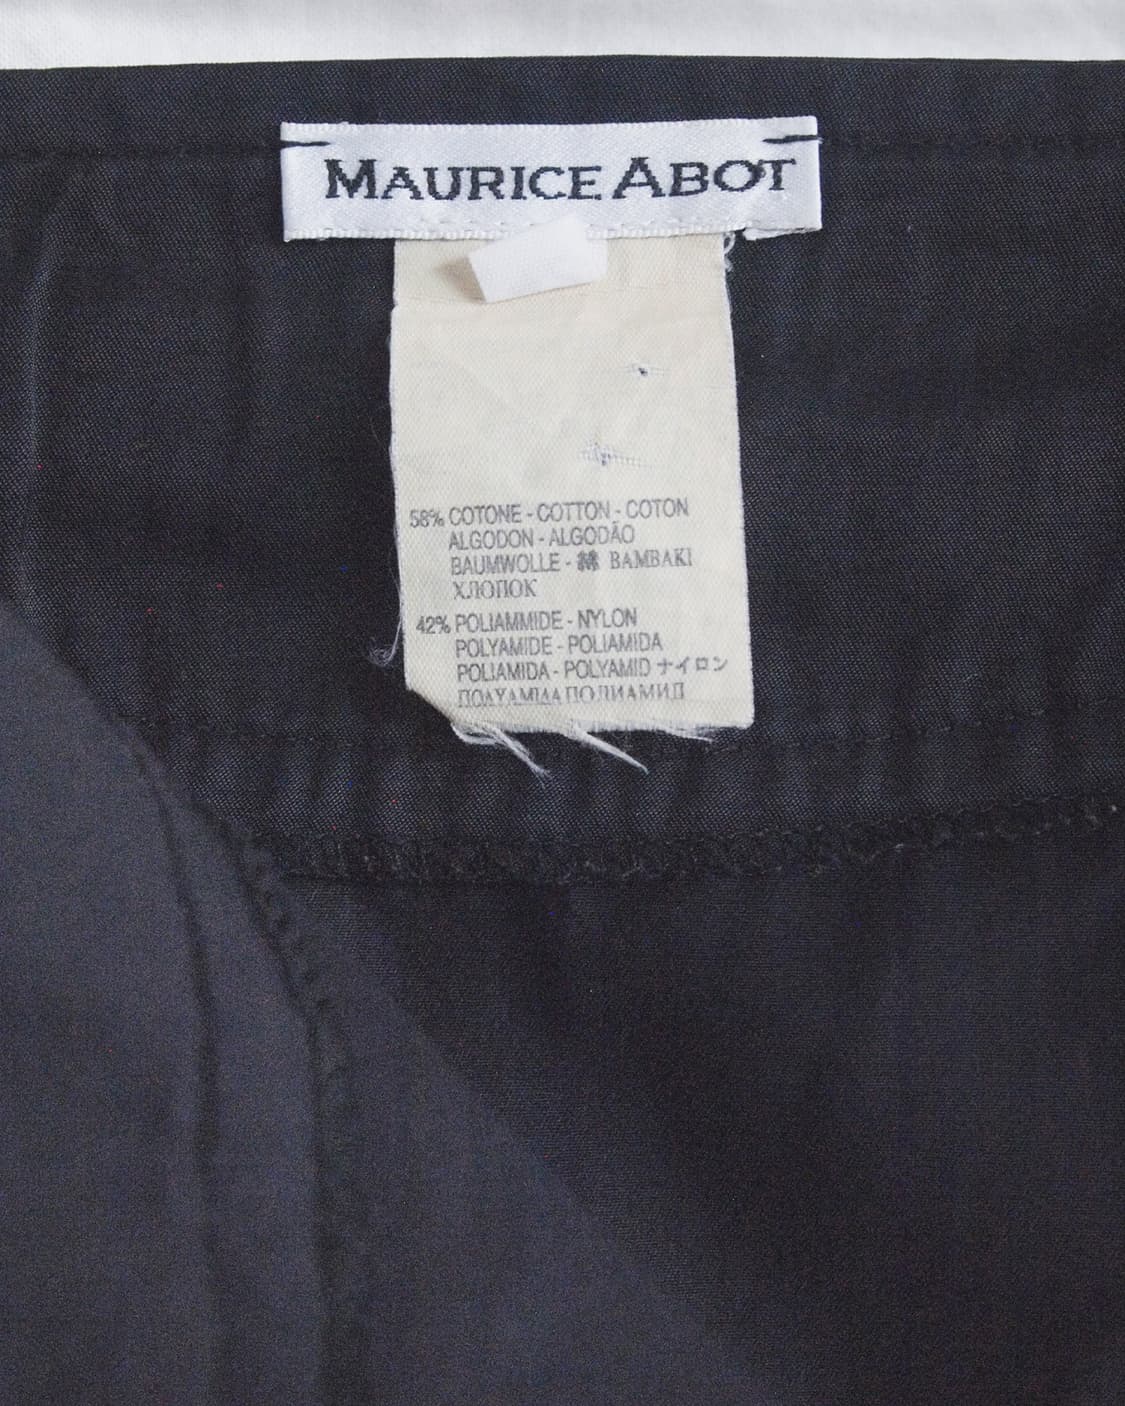 MAURICE ABOT
58% COTONE - COTTON - COTON
ALGODON - ALGODÃO
BAUMWOLLE - 綿 BAMBAKI
ХЛОПОК
42% POLIAMMIDE - NYLON
POLYAMIDE - POLIAMIDA
POLIAMIDA - POLYAMID ナイロン
ΠΟΛΥΑΜΙΔΑ ПОЛИАМИД